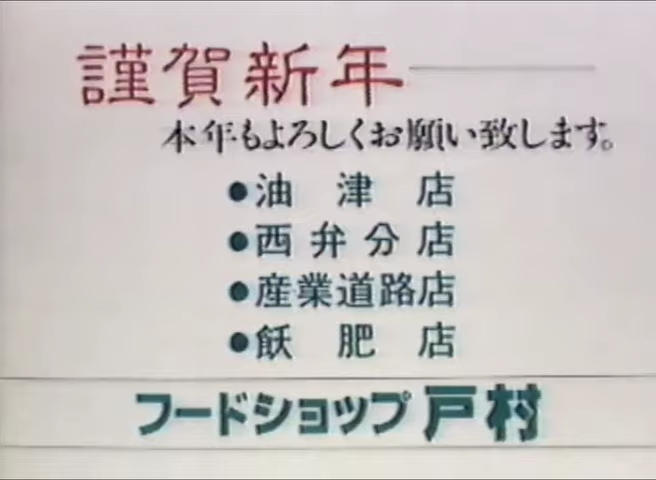 謹賀新年
本年もよろしくお願い致します。
●油津店
●西弁分店
●産業道路店
●飫肥店
フードショップ戸村